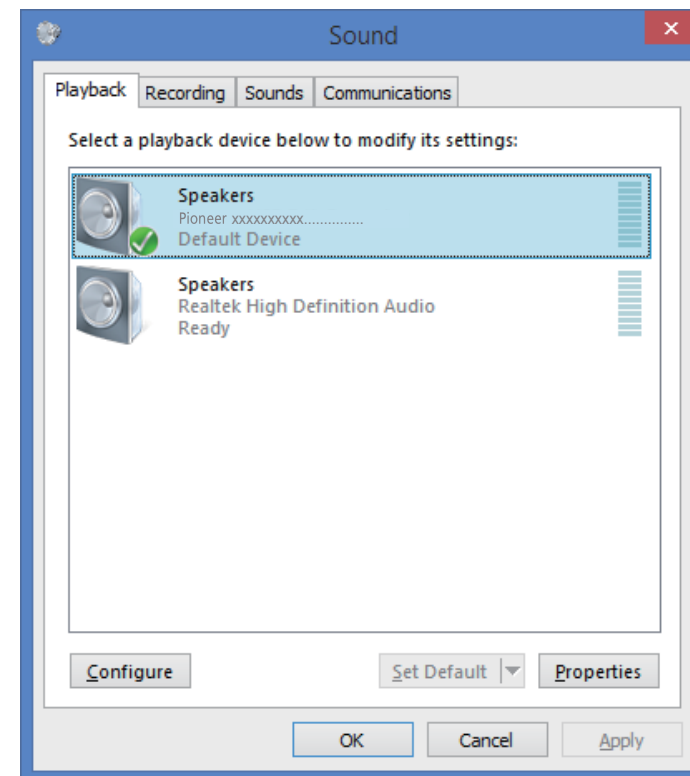 Sound
Playback Recording Sounds Communications
Select a playback device below to modify its settings:
Speakers
Pioneer xxxxxxxxxx...............
Default Device
Speakers
Realtek High Definition Audio
Ready
Configure Set Default Properties
OK Cancel Apply